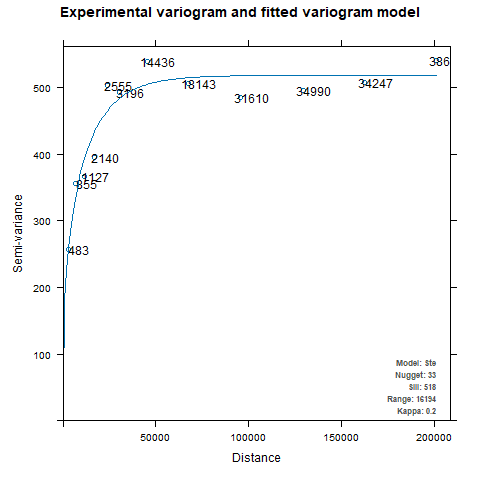 Experimental variogram and fitted variogram model
Semi-variance
500
400
300
200
100
14436
386
2555
3196
18143
34247
34990
31610
2140
1127
855
483
Model: Ste
Nugget: 33
Sill: 518
Range: 16194
Kappa: 0.2
50000 100000 150000 200000
Distance